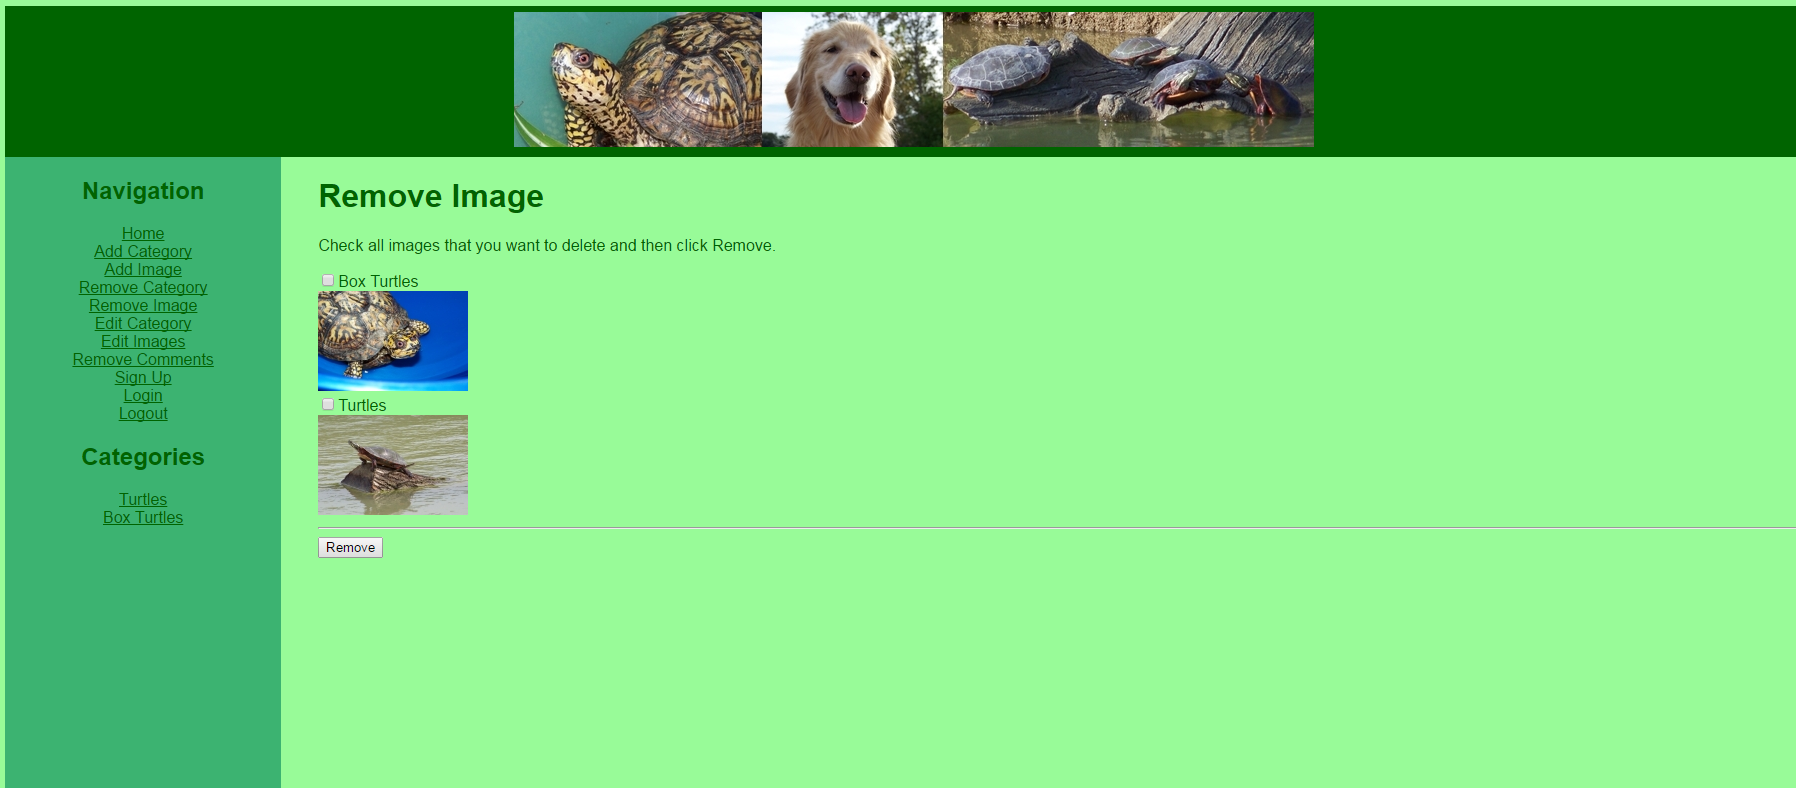 Navigation
Home
Add Category
Add Image
Remove Category
Remove Image
Edit Category
Edit Images
Remove Comments
Sign Up
Login
Logout
Categories
Turtles
Box Turtles
Remove Image
Check all images that you want to delete and then click Remove.
Box Turtles
Turtles
Remove